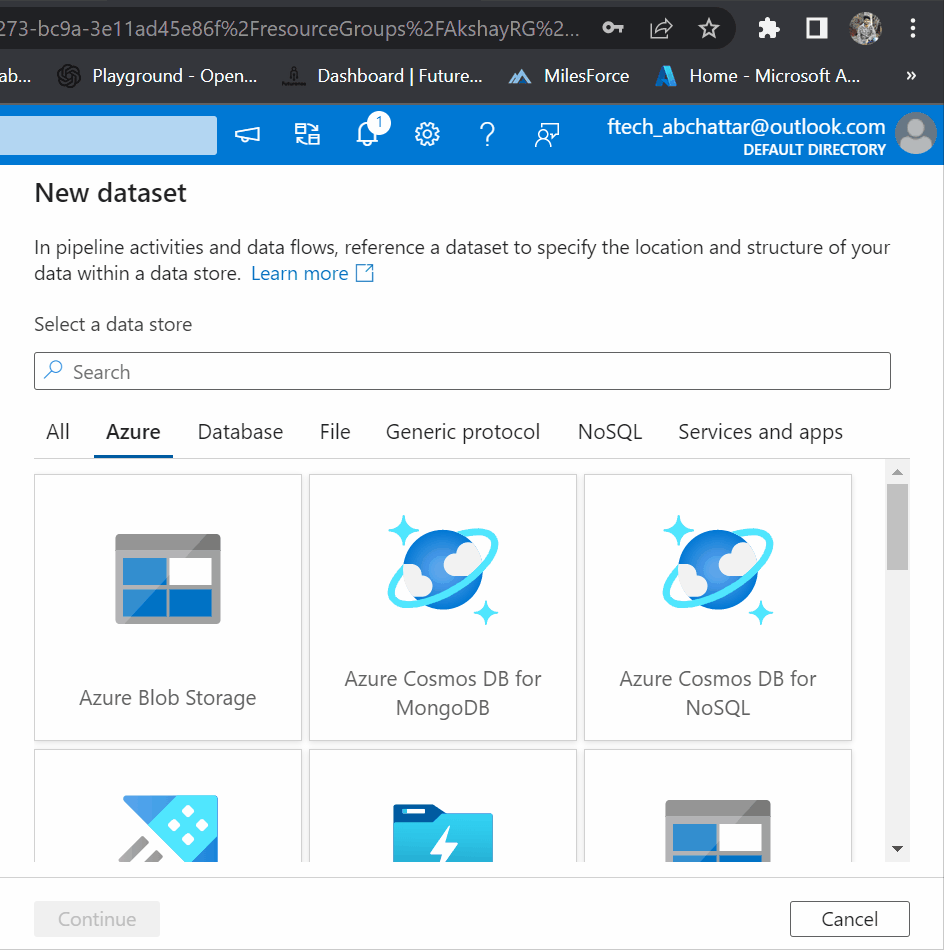 273-bc9a-3e11ad45e86f%2FresourceGroups%2FAkshayRG%2...
ab...
Playground - Open...
Dashboard | Future...
MilesForce
Home - Microsoft A...
»
1
ftech_abchattar@outlook.com
DEFAULT DIRECTORY
New dataset
In pipeline activities and data flows, reference a dataset to specify the location and structure of your
data within a data store. Learn more
Select a data store
Search
All Azure Database File Generic protocol NoSQL Services and apps
Azure Blob Storage
Azure Cosmos DB for
MongoDB
Azure Cosmos DB for
NoSQL
Continue
Cancel